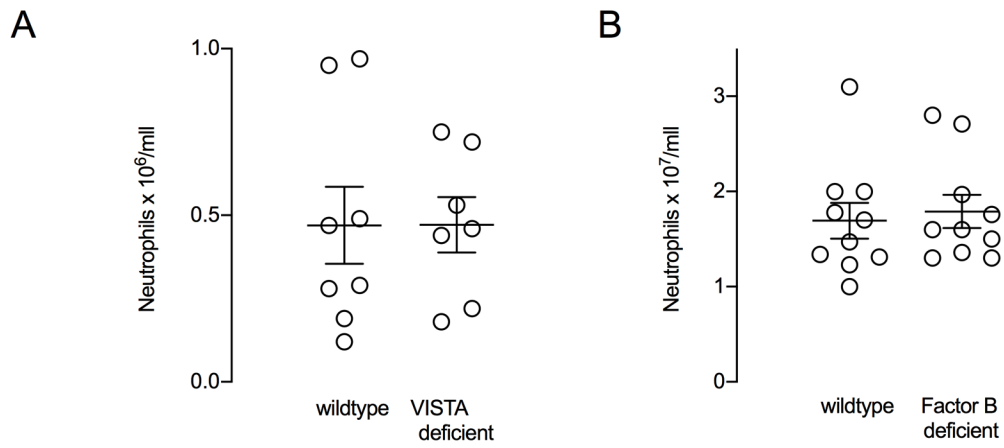 A
Neutrophils x 10⁶/mll
1.0
0.5
0.0
wildtype
VISTA
deficient
B
Neutrophils x 10⁷/mll
3
2
1
0
wildtype
Factor B
deficient